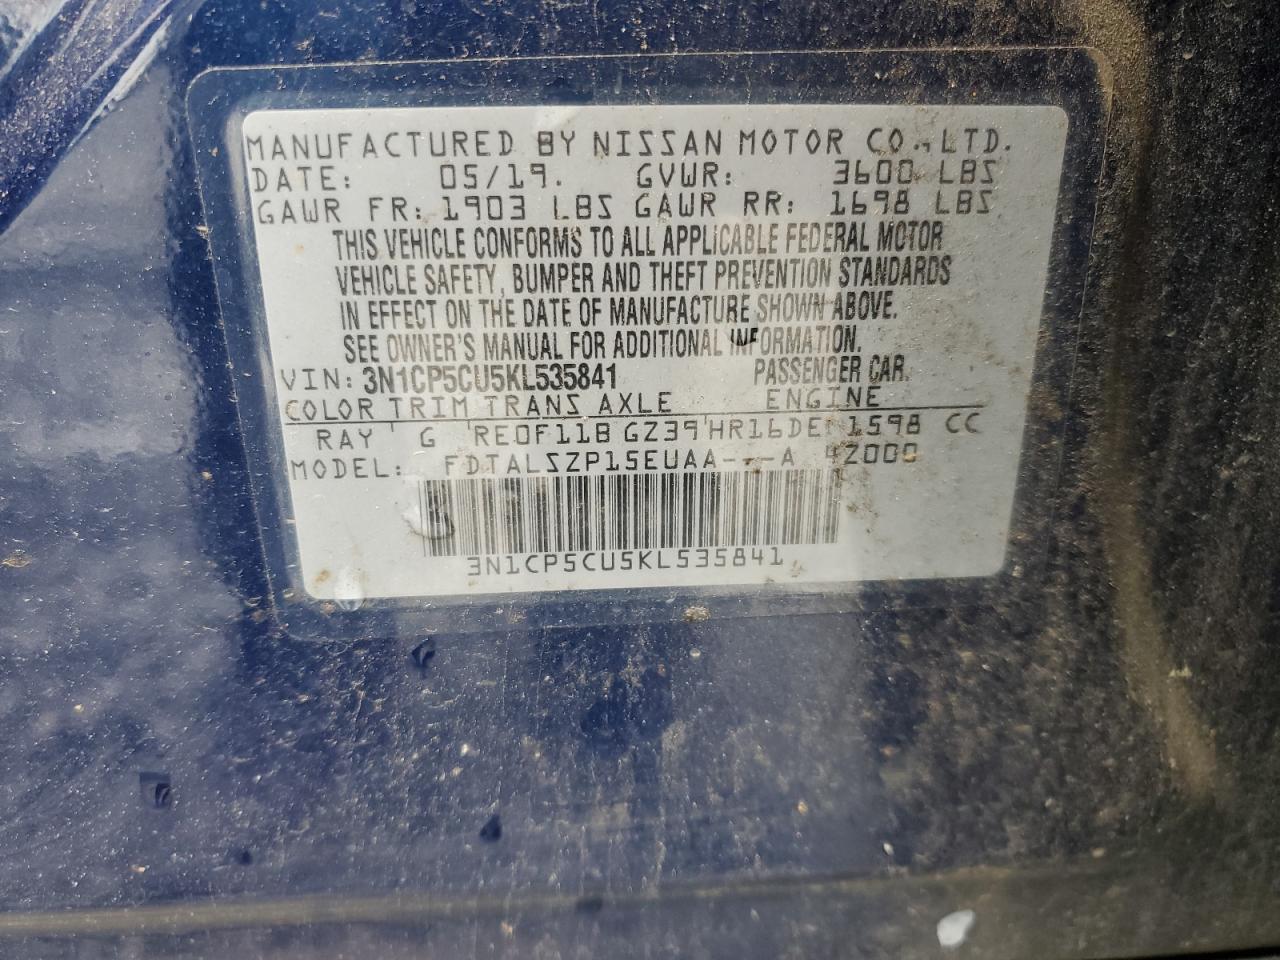 MANUFACTURED BY NISSAN MOTOR CO., LTD.
DATE: 05/19. GVWR: 3600 LBS
GAWR FR: 1903 LBS GAWR RR: 1698 LBS
THIS VEHICLE CONFORMS TO ALL APPLICABLE FEDERAL MOTOR
VEHICLE SAFETY, BUMPER AND THEFT PREVENTION STANDARDS
IN EFFECT ON THE DATE OF MANUFACTURE SHOWN ABOVE.
SEE OWNER'S MANUAL FOR ADDITIONAL INFORMATION.
VIN: 3N1CP5CU5KL535841 PASSENGER CAR.
COLOR TRIM TRANS AXLE ENGINE
RAY G RE0F11B GZ39 HR16DE 1598 CC
MODEL: FDTALSZP15EUAA---A
3N1CP5CU5KL535841